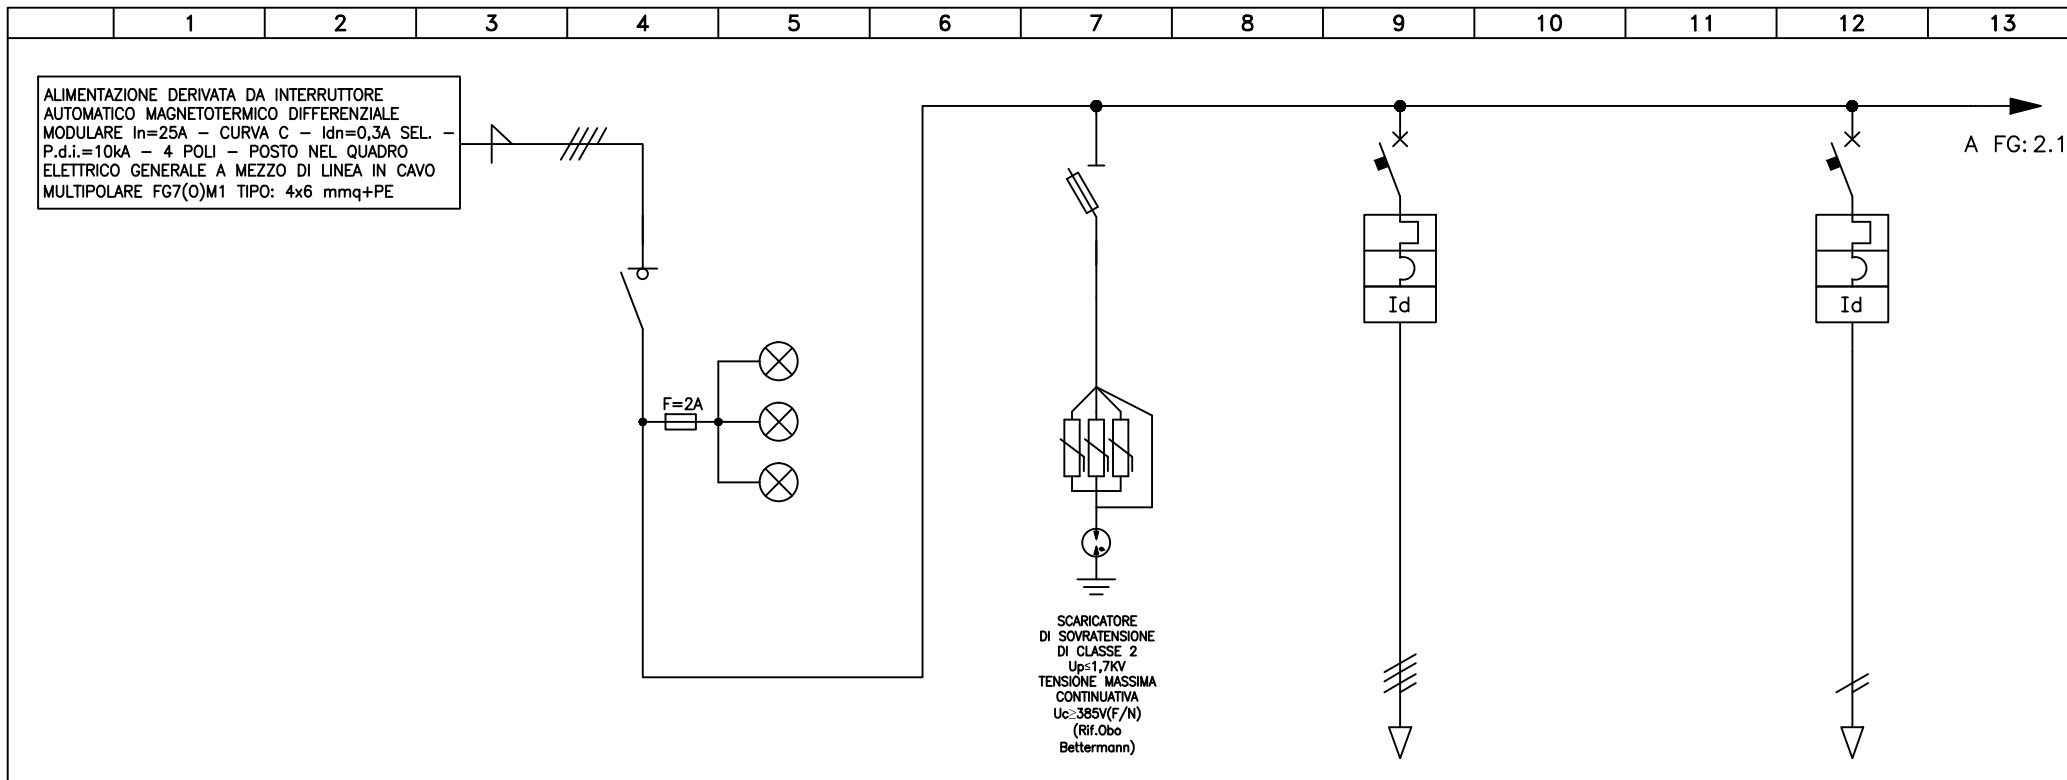 1 2 3 4 5 6 7 8 9 10 11 12 13
ALIMENTAZIONE DERIVATA DA INTERRUTTORE
AUTOMATICO MAGNETOTERMICO DIFFERENZIALE
MODULARE In=25A – CURVA C – Idn=0,3A SEL. –
P.d.i.=10kA – 4 POLI – POSTO NEL QUADRO
ELETTRICO GENERALE A MEZZO DI LINEA IN CAVO
MULTIPOLARE FG7(O)M1 TIPO: 4x6 mmq+PE
A FG:2.1
Id
Id
F=2A
SCARICATORE
DI SOVRATENSIONE
DI CLASSE 2
Up≤1,7KV
TENSIONE MASSIMA
CONTINUATIVA
Uc≥385V(F/N)
(Rif.Obo
Bettermann)